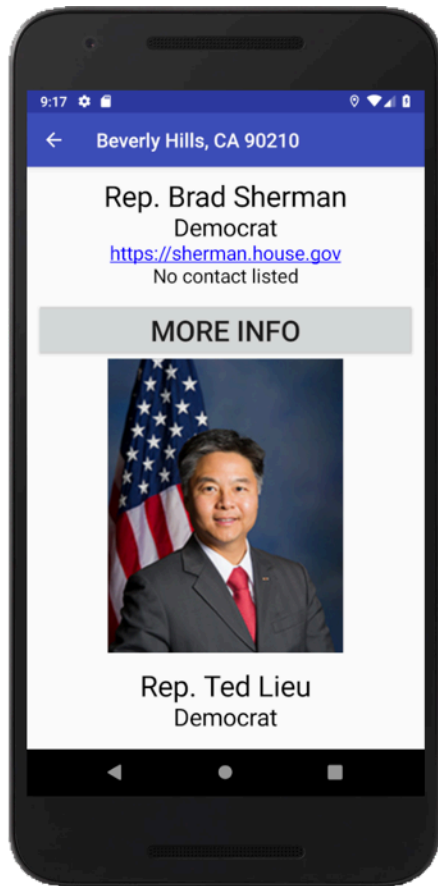 9:17
Beverly Hills, CA 90210
Rep. Brad Sherman
Democrat
https://sherman.house.gov
No contact listed
MORE INFO
Rep. Ted Lieu
Democrat